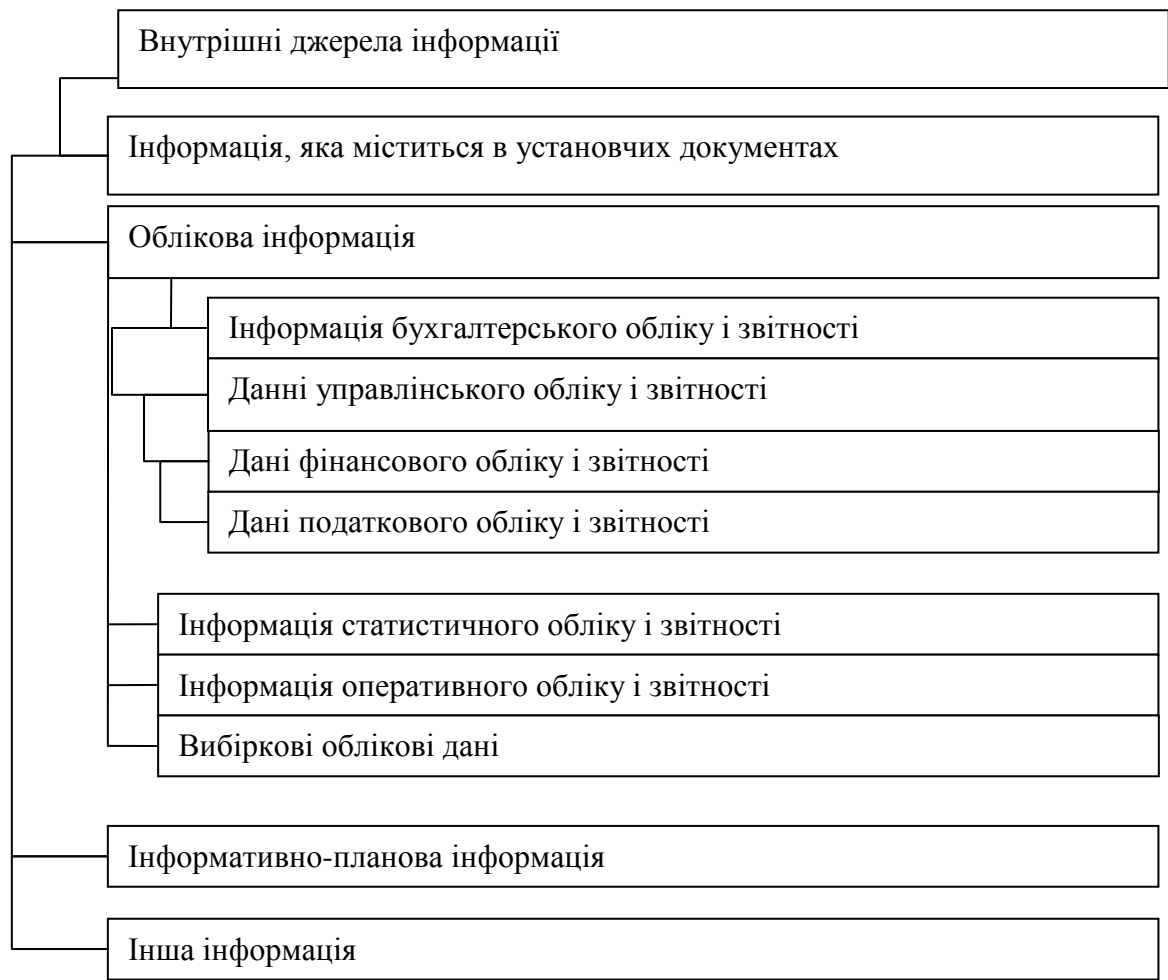 Внутрішні джерела інформації
Інформація, яка міститься в установчих документах
Облікова інформація
Інформація бухгалтерського обліку і звітності
Данні управлінського обліку і звітності
Дані фінансового обліку і звітності
Дані податкового обліку і звітності
Інформація статистичного обліку і звітності
Інформація оперативного обліку і звітності
Вибіркові облікові дані
Інформативно-планова інформація
Інша інформація